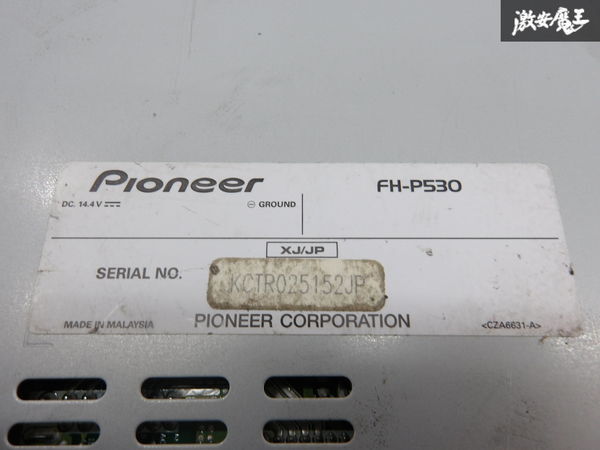 激安魔王
Pioneer FH-P530
DC. 14.4 V ⎓ ⊖ GROUND
XJ/JP
SERIAL NO. KCTR025152JP
MADE IN MALAYSIA PIONEER CORPORATION <CZA6631-A>